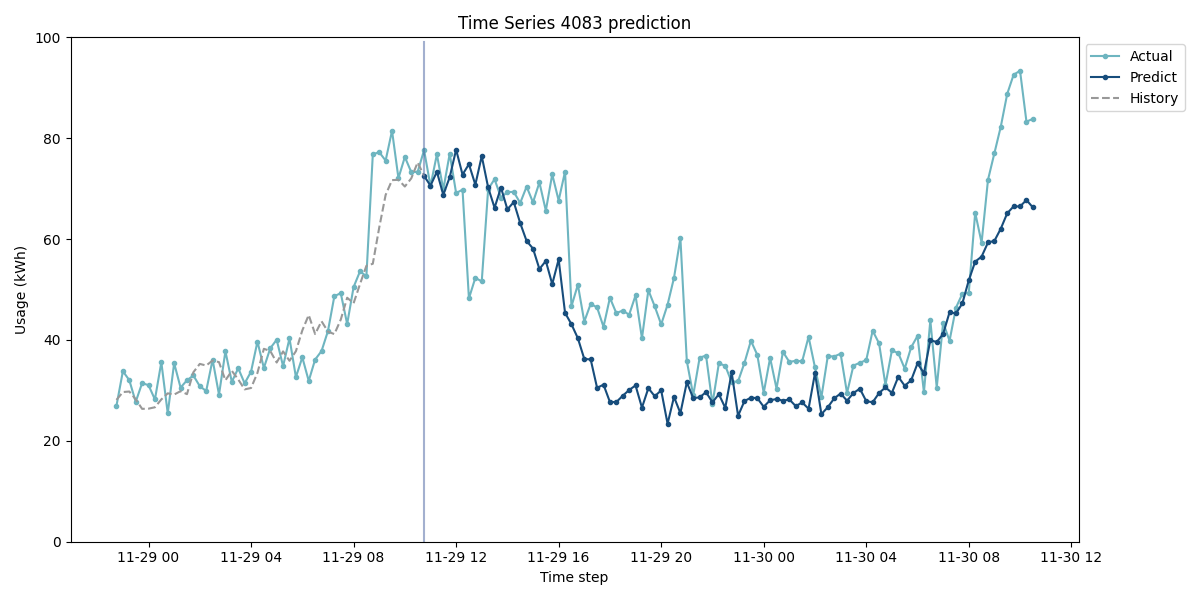 Time Series 4083 prediction
Usage (kWh)
100
80
60
40
20
0
11-29 00
11-29 04
11-29 08
11-29 12
11-29 16
11-29 20
11-30 00
11-30 04
11-30 08
11-30 12
Time step
Actual
Predict
History